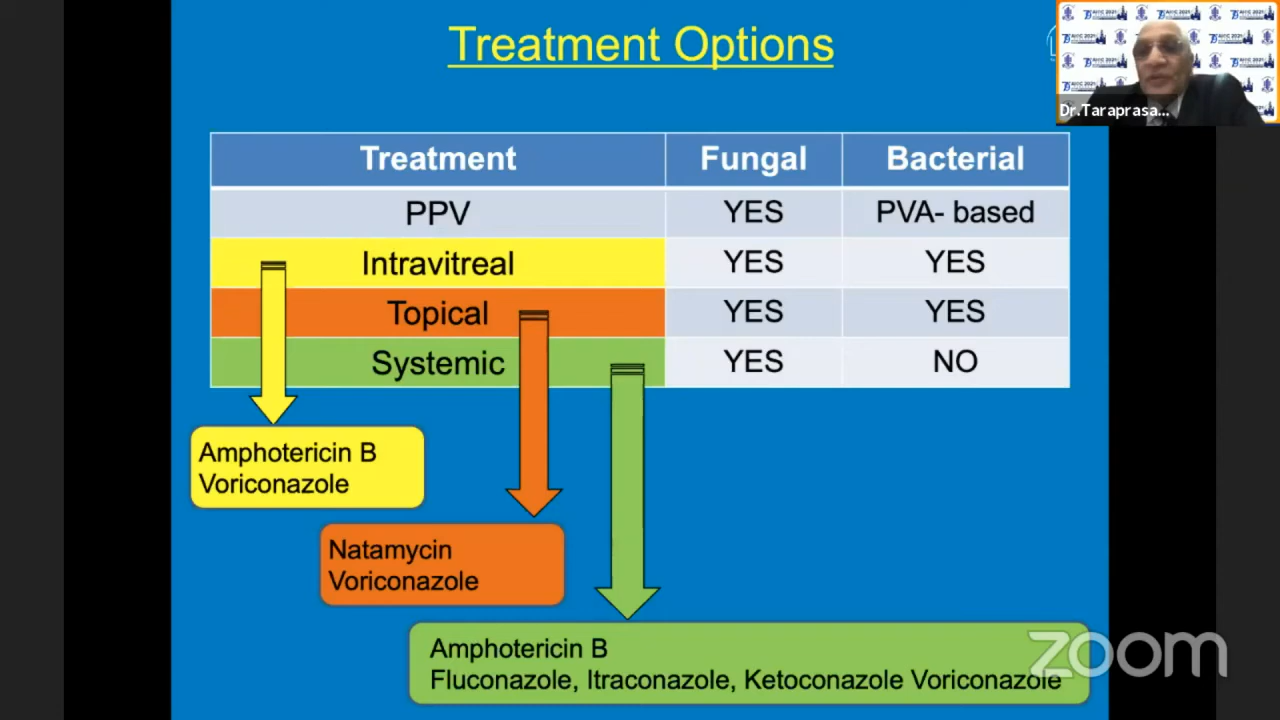 Treatment Options
Dr.Taraprasa...
Treatment Fungal Bacterial
PPV YES PVA- based
Intravitreal YES YES
Topical YES YES
Systemic YES NO
Amphotericin B
Voriconazole
Natamycin
Voriconazole
Amphotericin B
Fluconazole, Itraconazole, Ketoconazole Voriconazole
zoom